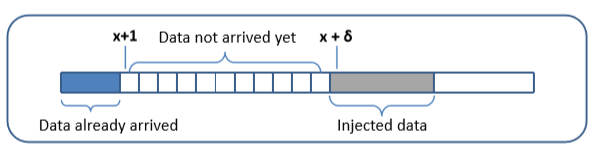 x+1 Data not arrived yet x + δ
Data already arrived Injected data